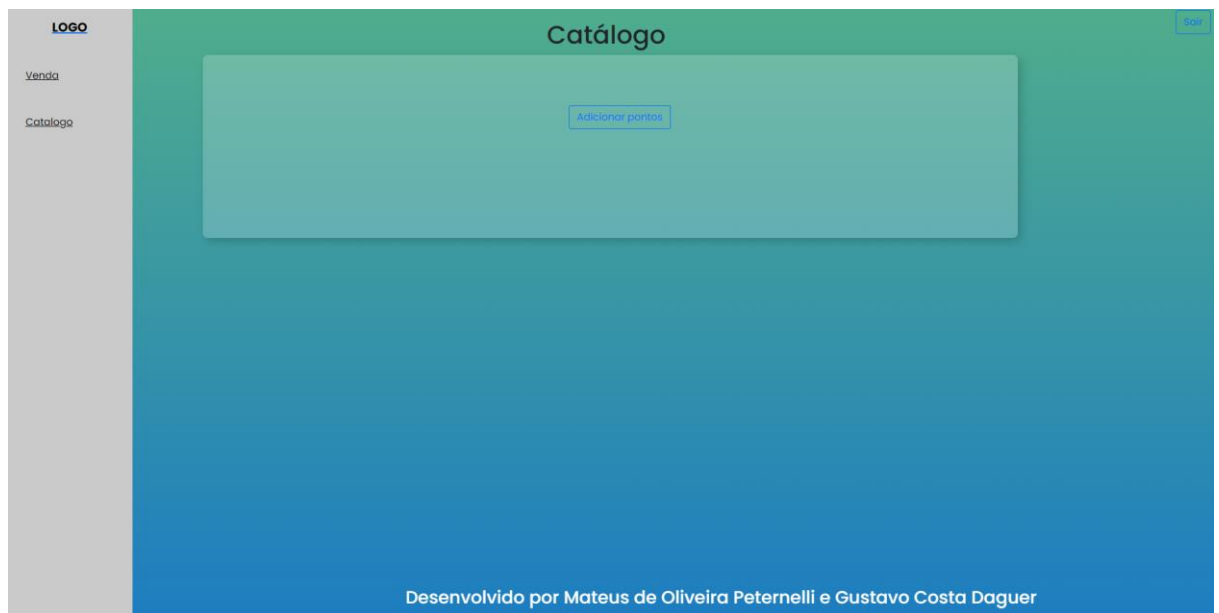 LOGO
Catálogo
Sair
Venda
Catalogo
Adicionar pontos
Desenvolvido por Mateus de Oliveira Peternelli e Gustavo Costa Daguer